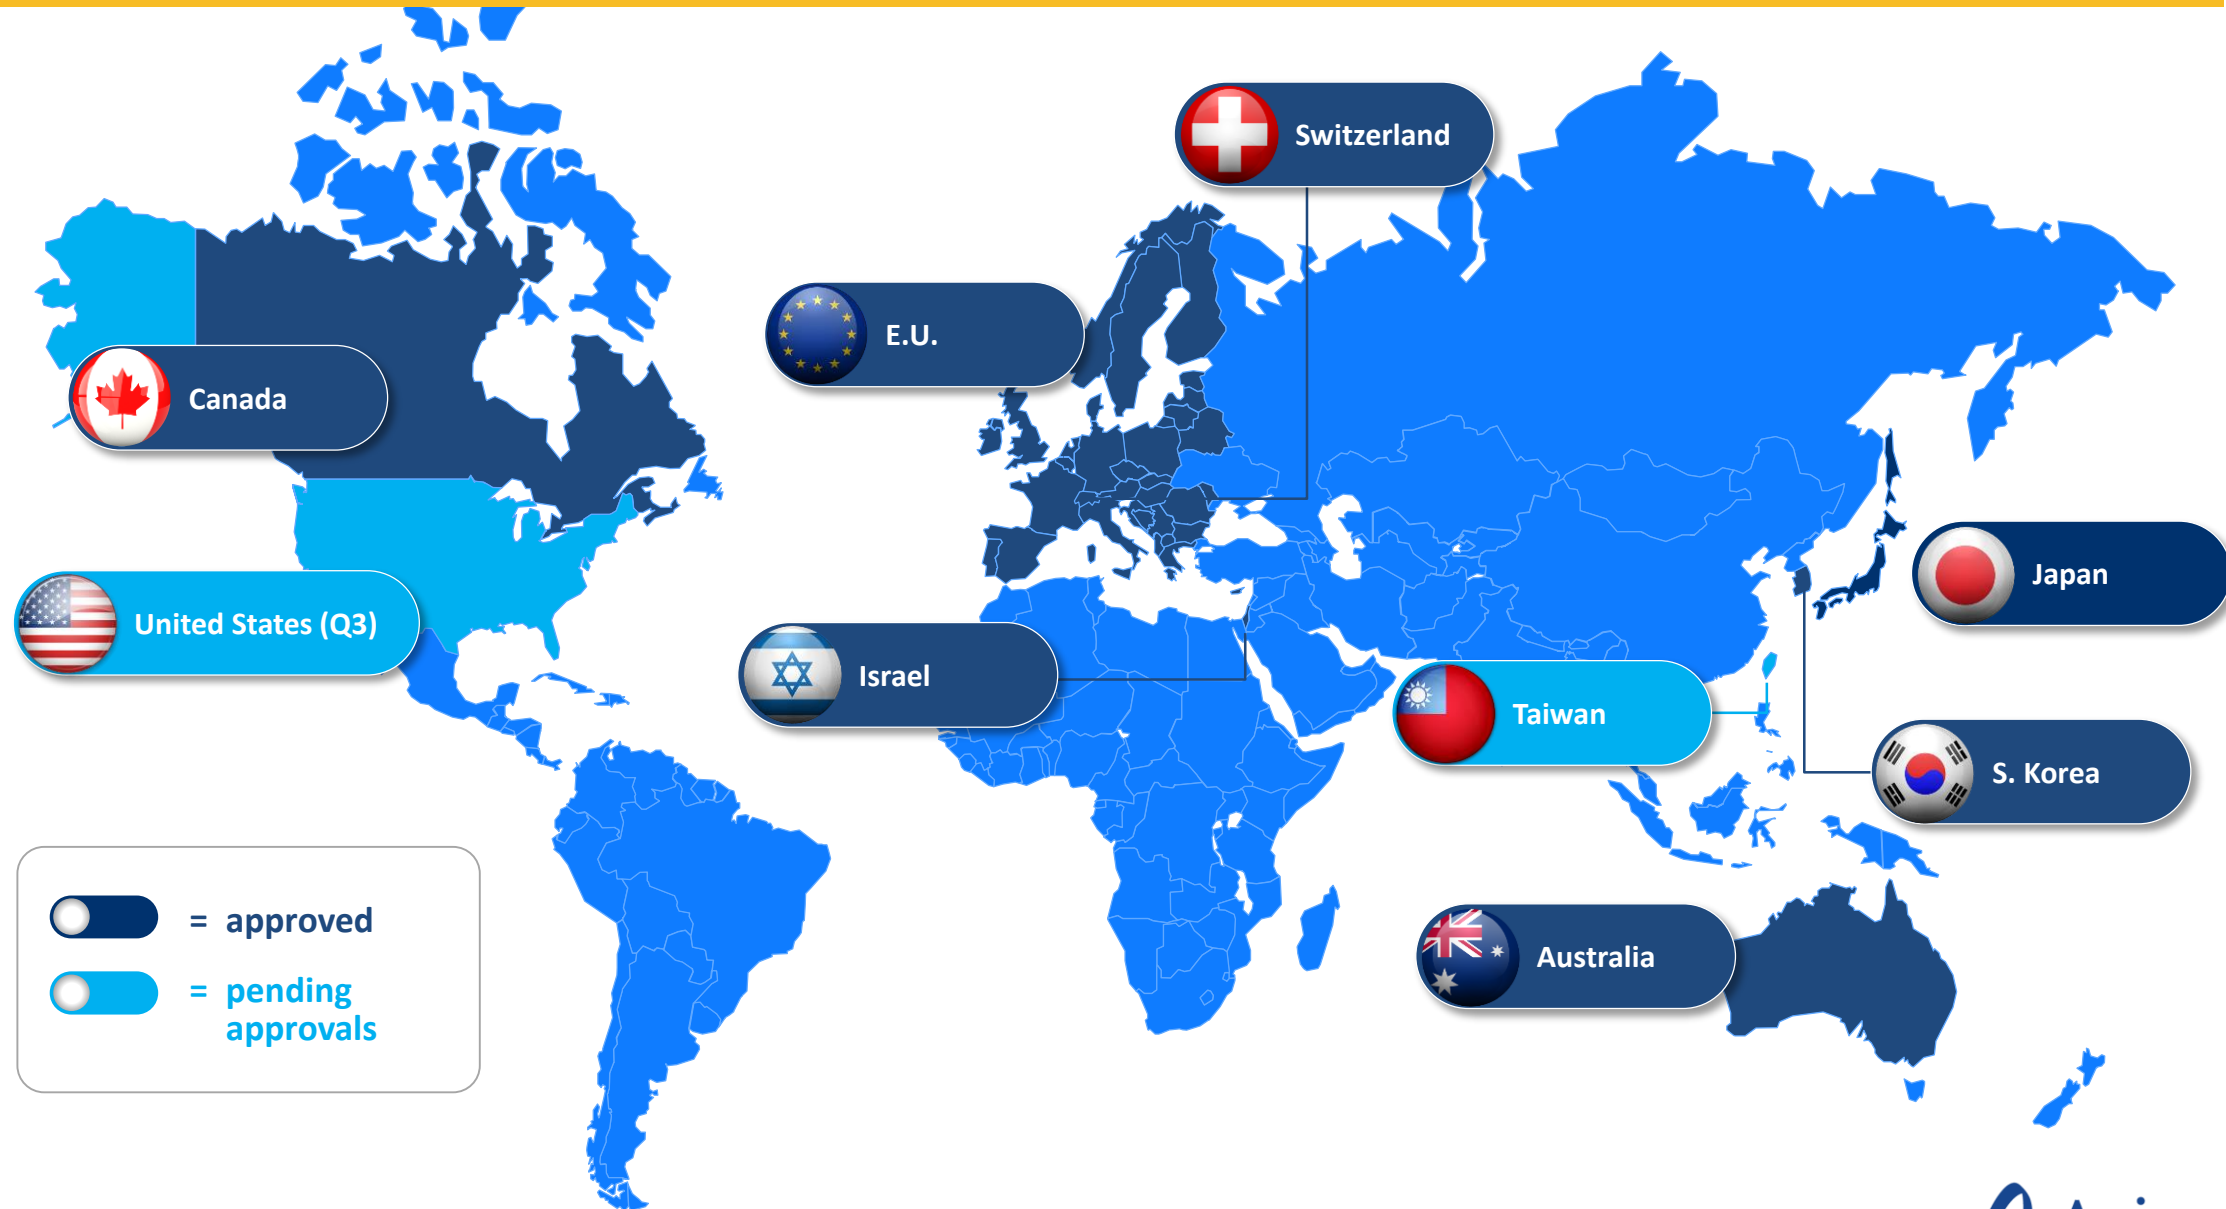 Switzerland
E.U.
Canada
Japan
United States (Q3)
Israel
Taiwan
S. Korea
= approved
Australia
= pending
approvals